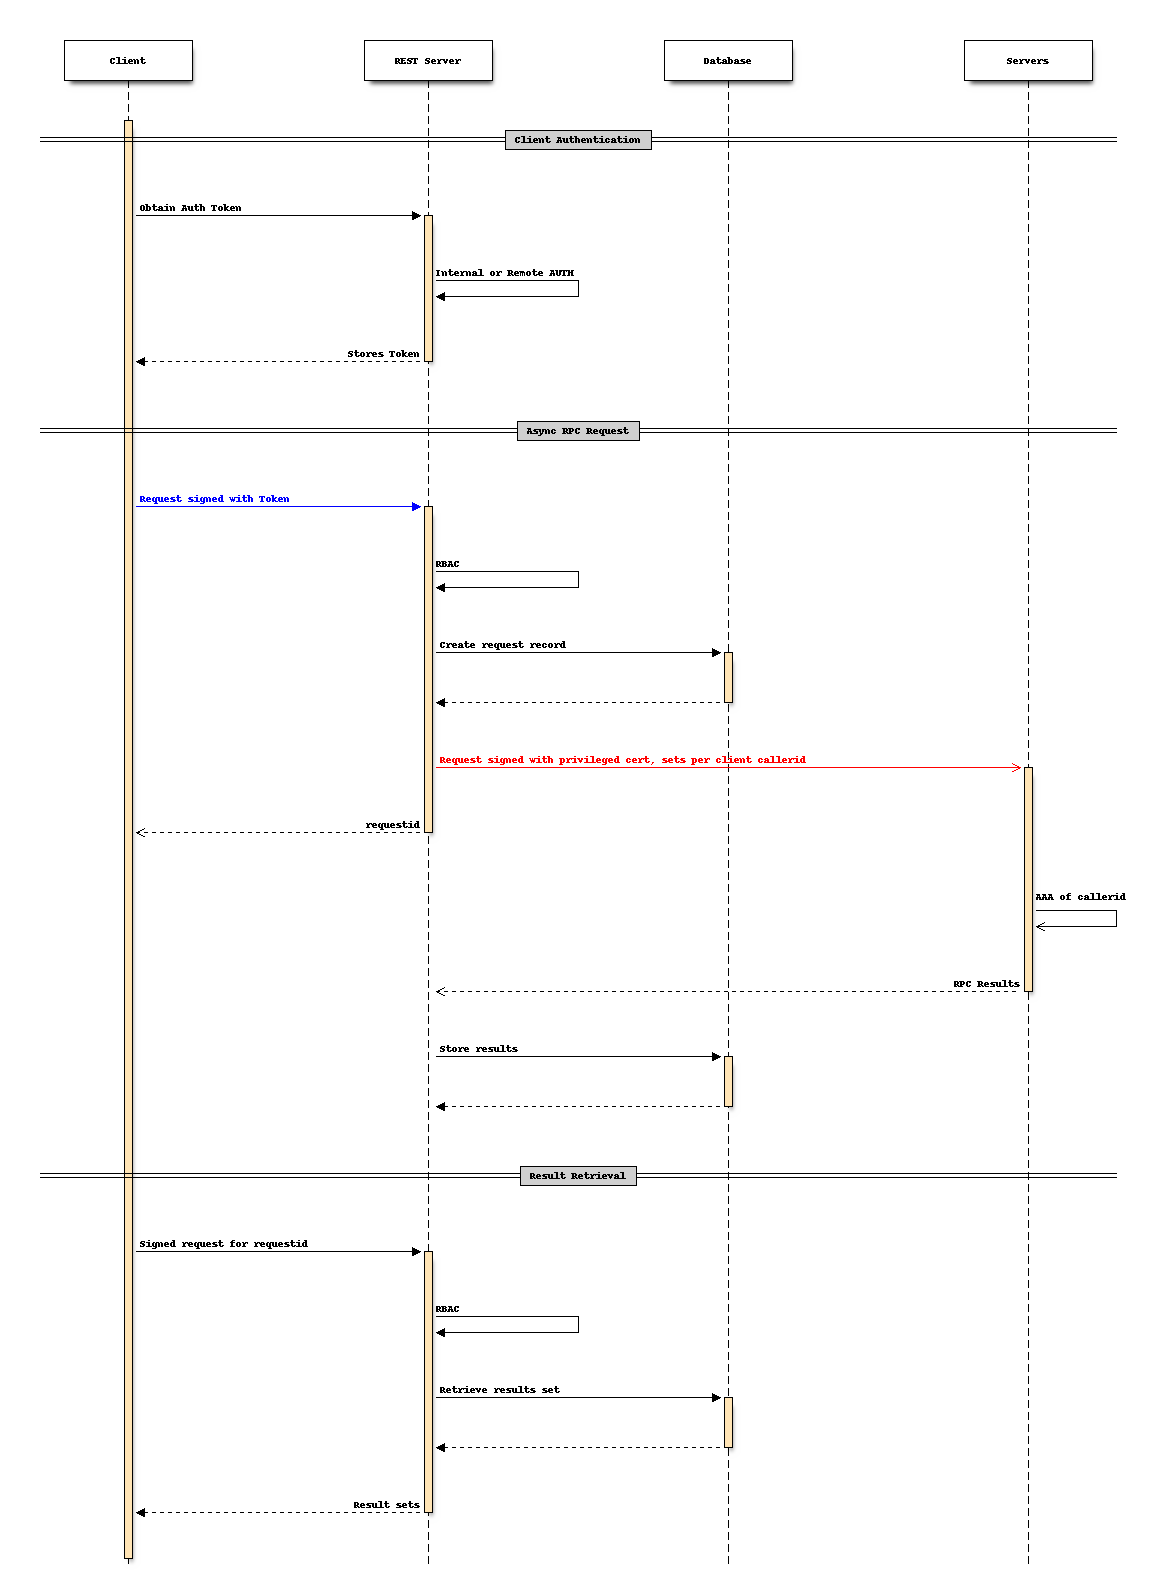 Client
REST Server
Database
Servers
Client Authentication
Obtain Auth Token
Internal or Remote AUTH
Stores Token
Async RPC Request
Request signed with Token
RBAC
Create request record
Request signed with privileged cert, sets per client callerid
requestid
AAA of callerid
RPC Results
Store results
Result Retrieval
Signed request for requestid
RBAC
Retrieve results set
Result sets